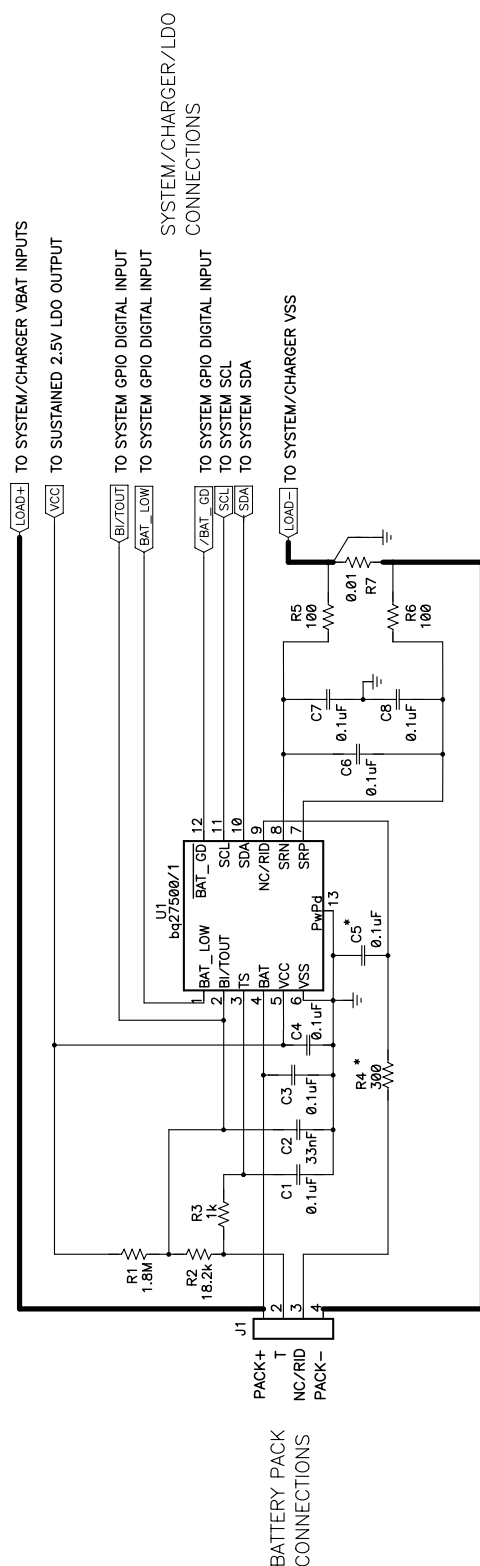 BATTERY PACK
CONNECTIONS
PACK+
T
NC/RID
PACK-
J1
2
3
4
R1
1.8M
R2
18.2k
R3
1k
C1
0.1uF
C2
33nF
C3
0.1uF
C4
0.1uF
R4*
300
C5*
0.1uF
U1
bq27500/1
1 BAT_LOW
2 BI/TOUT
3 TS
4 BAT
5 VCC
6 VSS
BAT_GD 12
SCL 11
SDA 10
NC/RID 9
SRN 8
SRP 7
PwPd 13
C6
0.1uF
C7
0.1uF
C8
0.1uF
R5
100
R6
100
0.01
R7
LOAD+ TO SYSTEM/CHARGER VBAT INPUTS
VCC TO SUSTAINED 2.5V LDO OUTPUT
BI/TOUT TO SYSTEM GPIO DIGITAL INPUT
BAT_LOW TO SYSTEM GPIO DIGITAL INPUT
/BAT_GD TO SYSTEM GPIO DIGITAL INPUT
SCL TO SYSTEM SCL
SDA TO SYSTEM SDA
LOAD- TO SYSTEM/CHARGER VSS
SYSTEM/CHARGER/LDO
CONNECTIONS